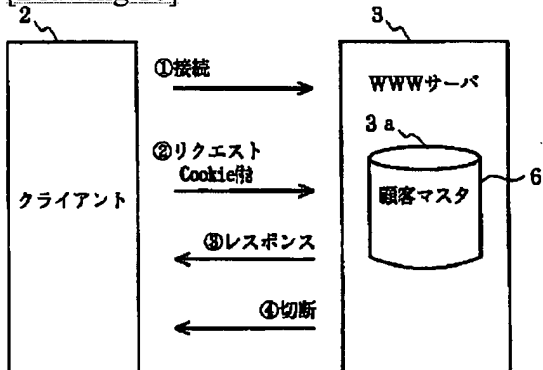 2
3
①接続
WWWサーバ
3a
②リクエスト
Cookie付
6
クライアント
顧客マスタ
③レスポンス
④切断